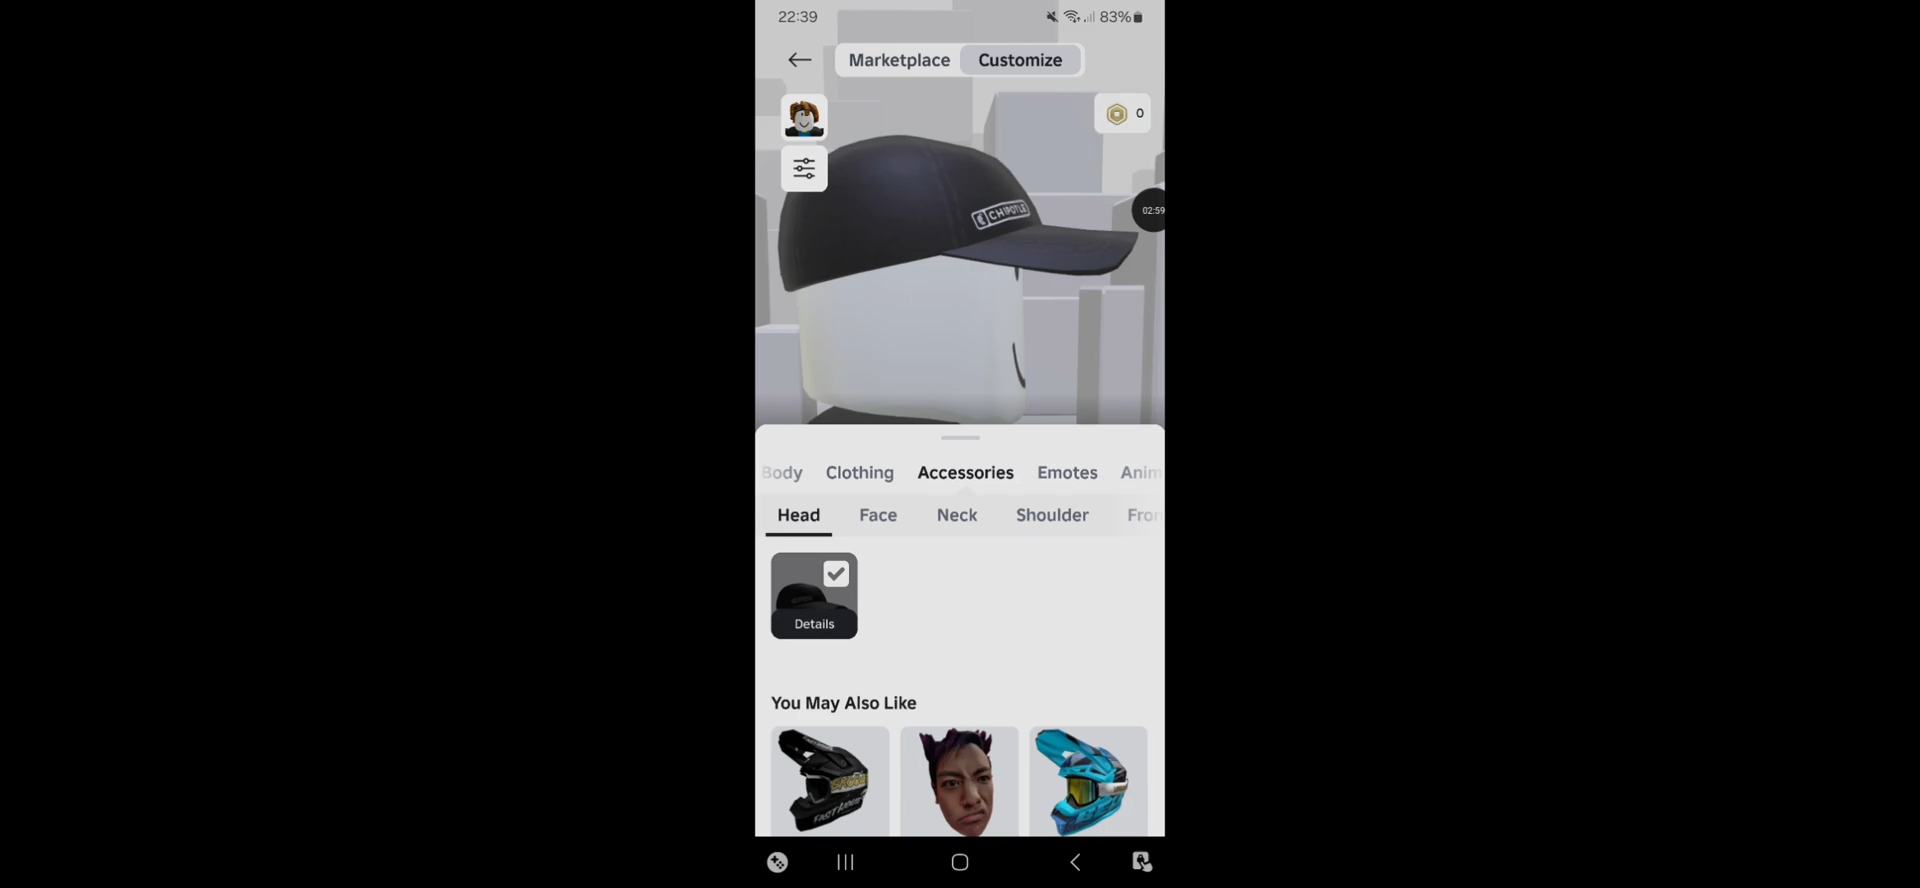 22:39
83%
Marketplace
Customize
0
CHIPOTLE
02:59
Body
Clothing
Accessories
Emotes
Anim
Head
Face
Neck
Shoulder
Fron
Details
You May Also Like